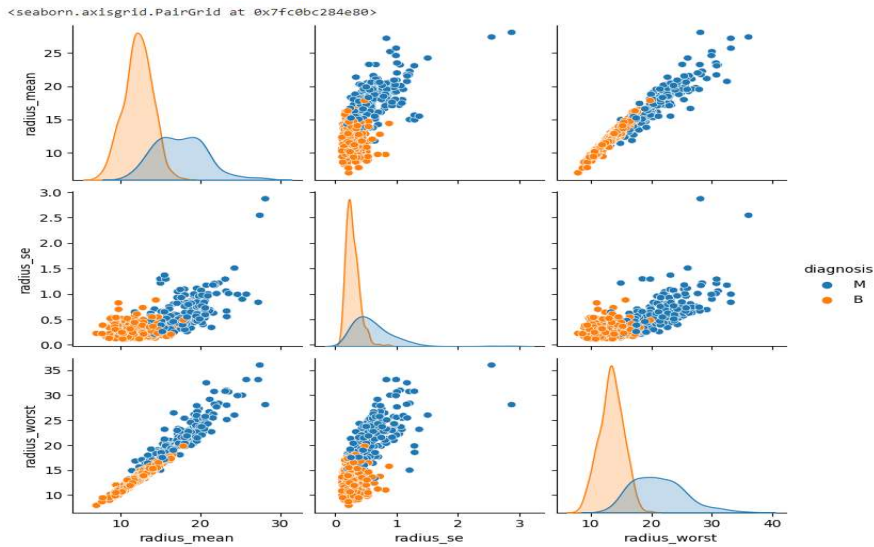 <seaborn.axisgrid.PairGrid at 0x7fc0bc284e80>
radius_mean
25
20
15
10
radius_se
3.0
2.5
2.0
1.5
1.0
0.5
0.0
diagnosis
M
B
radius_worst
35
30
25
20
15
10
10 20 30 0 1 2 3 10 20 30 40
radius_mean radius_se radius_worst